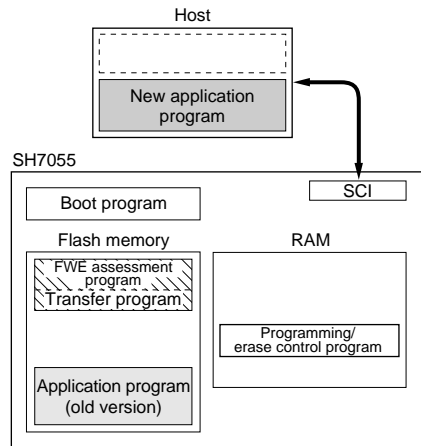 Host
New application
program
SH7055
SCI
Boot program
Flash memory
RAM
FWE assessment
program
Transfer program
Programming/
erase control program
Application program
(old version)